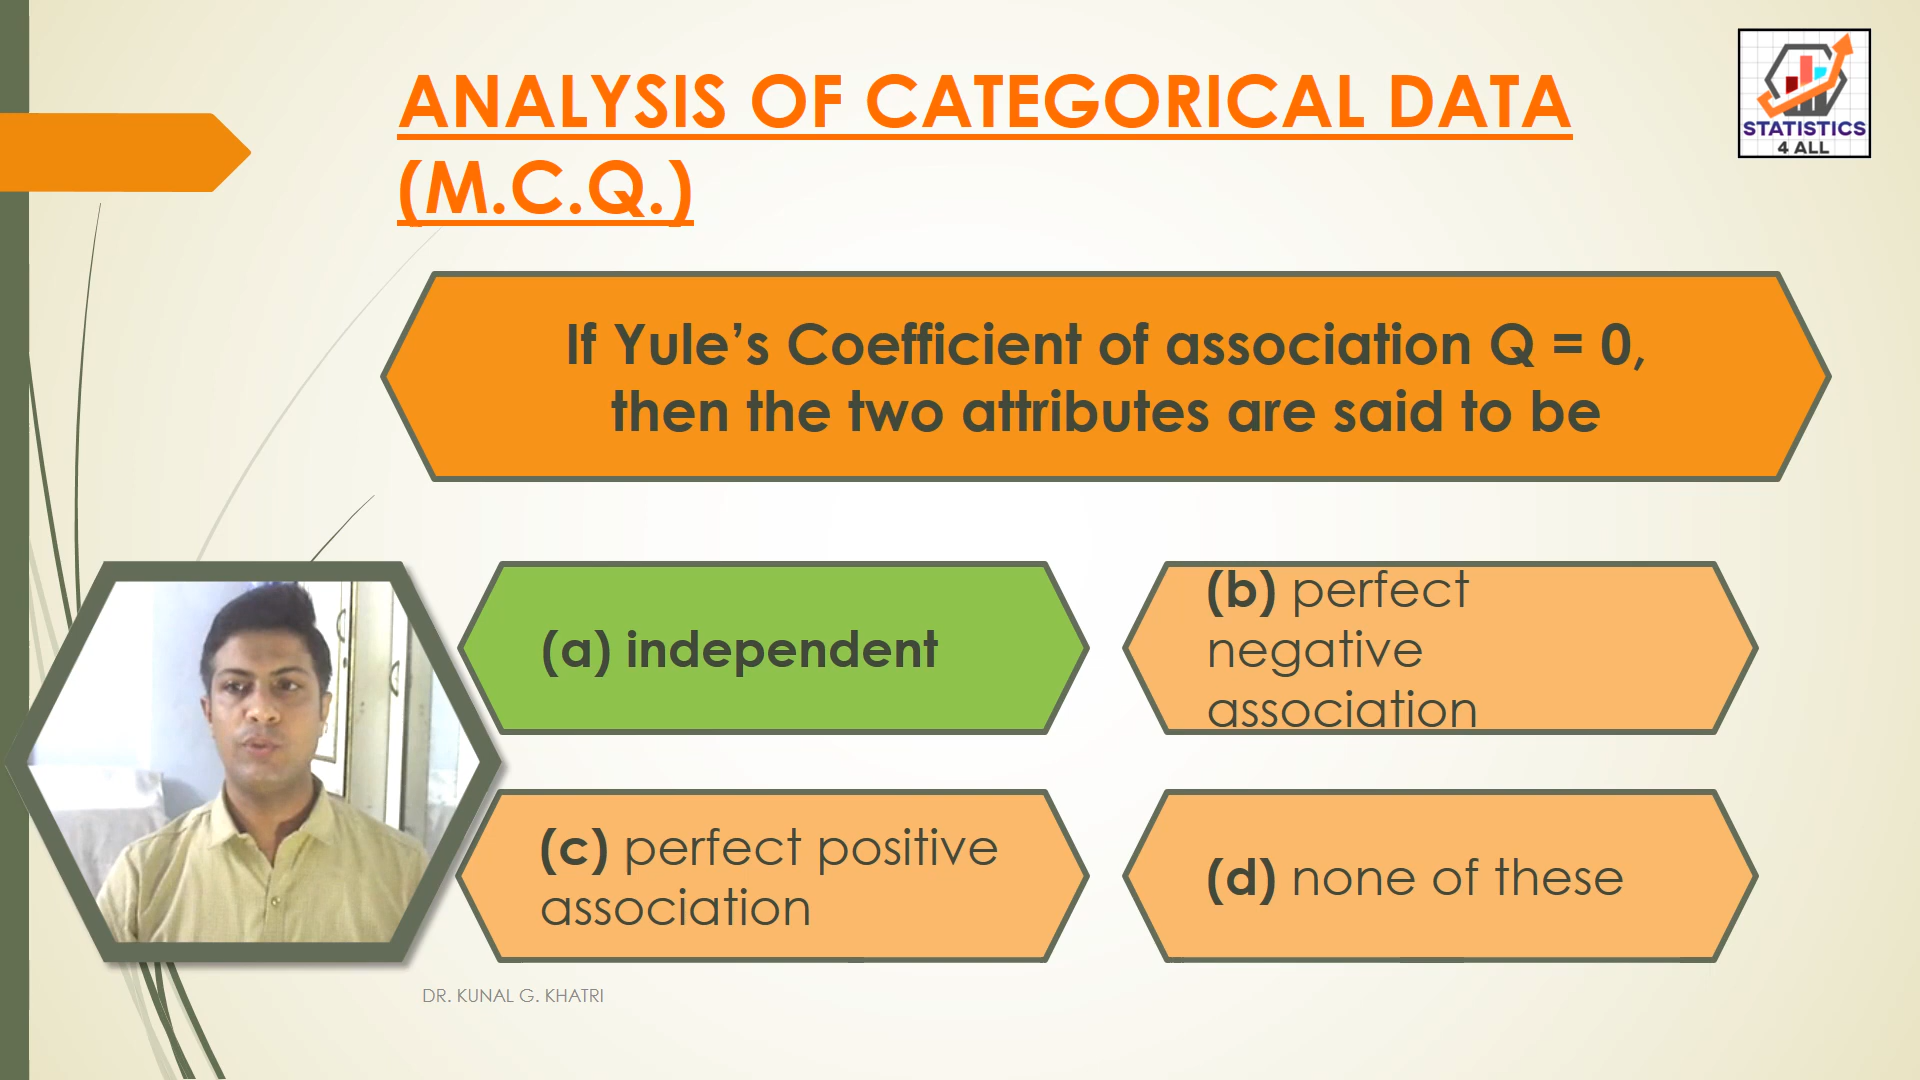 ANALYSIS OF CATEGORICAL DATA
(M.C.Q.)
STATISTICS
4 ALL
If Yule’s Coefficient of association Q = 0,
then the two attributes are said to be
(a) independent
(b) perfect
negative
association
(c) perfect positive
association
(d) none of these
DR. KUNAL G. KHATRI